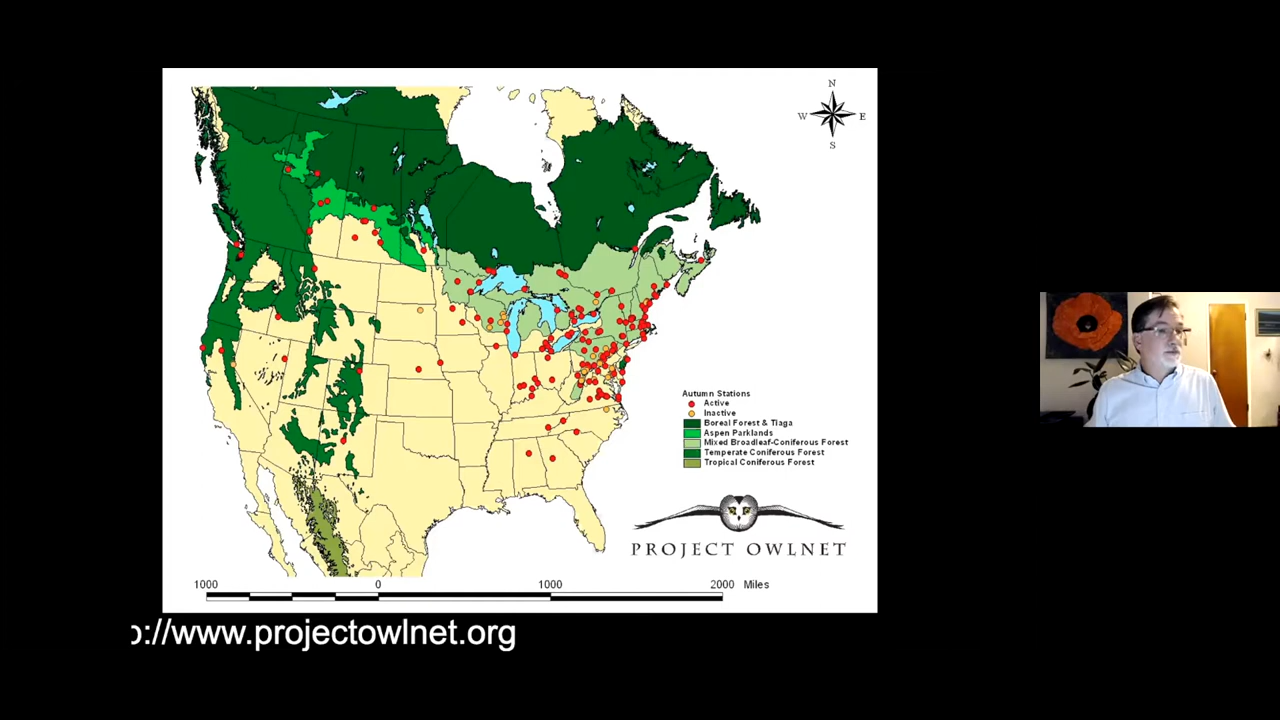 N
W E
S
Autumn Stations
Active
Inactive
Boreal Forest & Tiaga
Aspen Parklands
Mixed Broadleaf-Coniferous Forest
Temperate Coniferous Forest
Tropical Coniferous Forest
PROJECT OWLNET
1000 0 1000 2000 Miles
p://www.projectowlnet.org